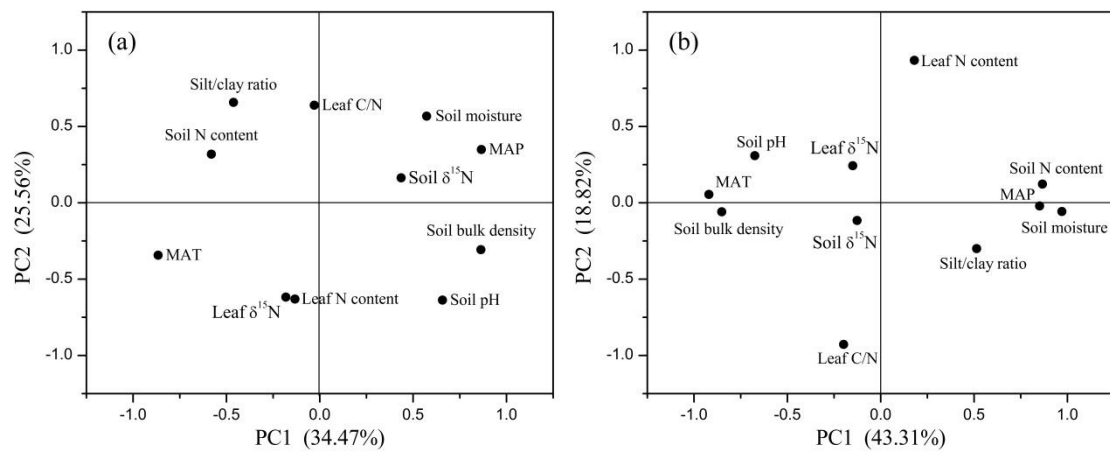 (a)
1.0
0.5
0.0
-0.5
-1.0
PC2 (25.56%)
Silt/clay ratio
Leaf C/N
Soil N content
Soil moisture
MAP
Soil δ¹⁵N
Soil bulk density
MAT
Leaf δ¹⁵N
Leaf N content
Soil pH
-1.0 -0.5 0.0 0.5 1.0
PC1 (34.47%)
(b)
1.0
0.5
0.0
-0.5
-1.0
PC2 (18.82%)
Leaf N content
Soil pH
Leaf δ¹⁵N
MAT
Soil N content
MAP
Soil bulk density
Soil δ¹⁵N
Soil moisture
Silt/clay ratio
Leaf C/N
-1.0 -0.5 0.0 0.5 1.0
PC1 (43.31%)